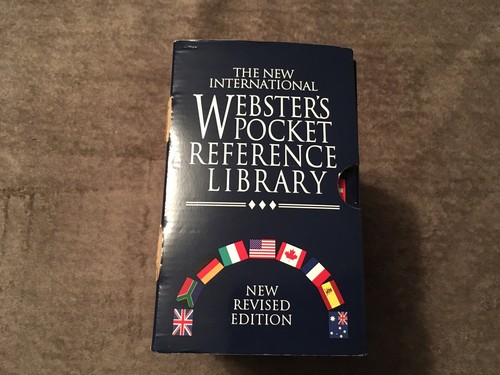 THE NEW
INTERNATIONAL
WEBSTER'S
POCKET
REFERENCE
LIBRARY
NEW
REVISED
EDITION